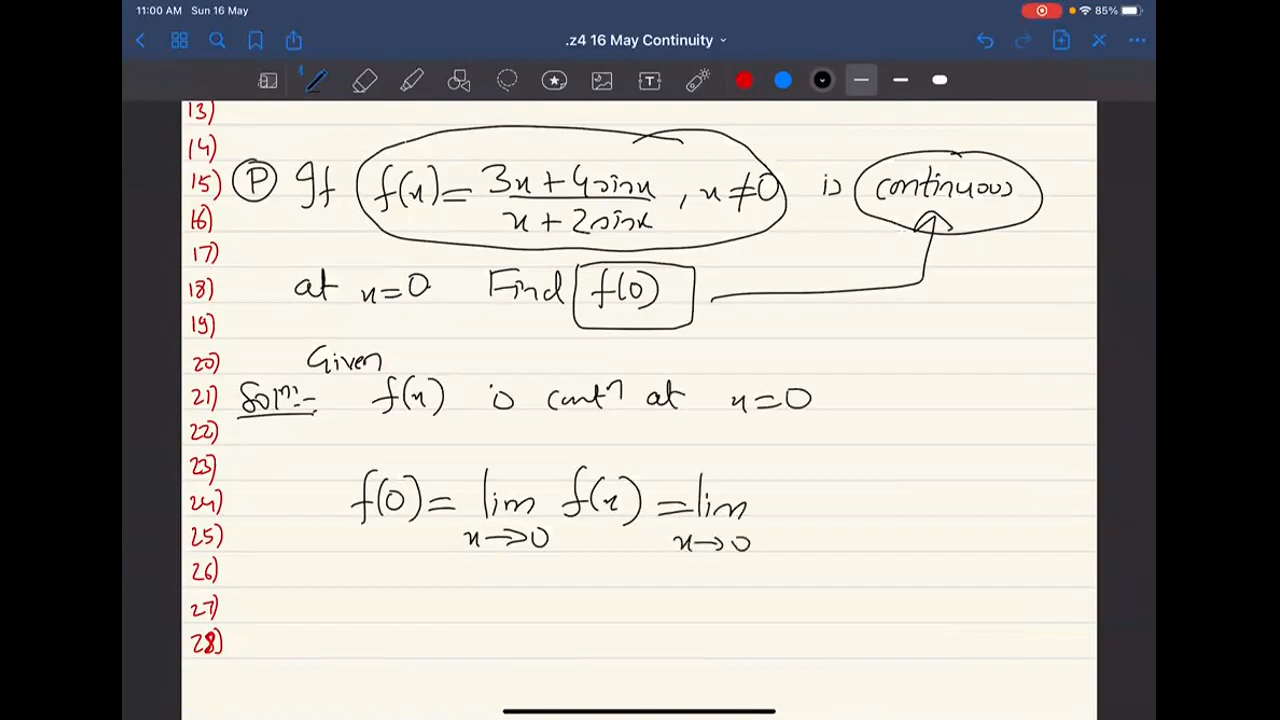 11:00 AM Sun 16 May 85%
.z4 16 May Continuity
13)
14)
15) P If f(x) = 3x + 4sinx / x + 2sinx , x ≠ 0 is continuous
16)
17)
18) at x=0 Find f(0)
19)
20) Given
21) Soln:- f(x) is contn at x=0
22)
23)
24) f(0) = lim f(x) = lim
25) x→0 x→0
26)
27)
28)